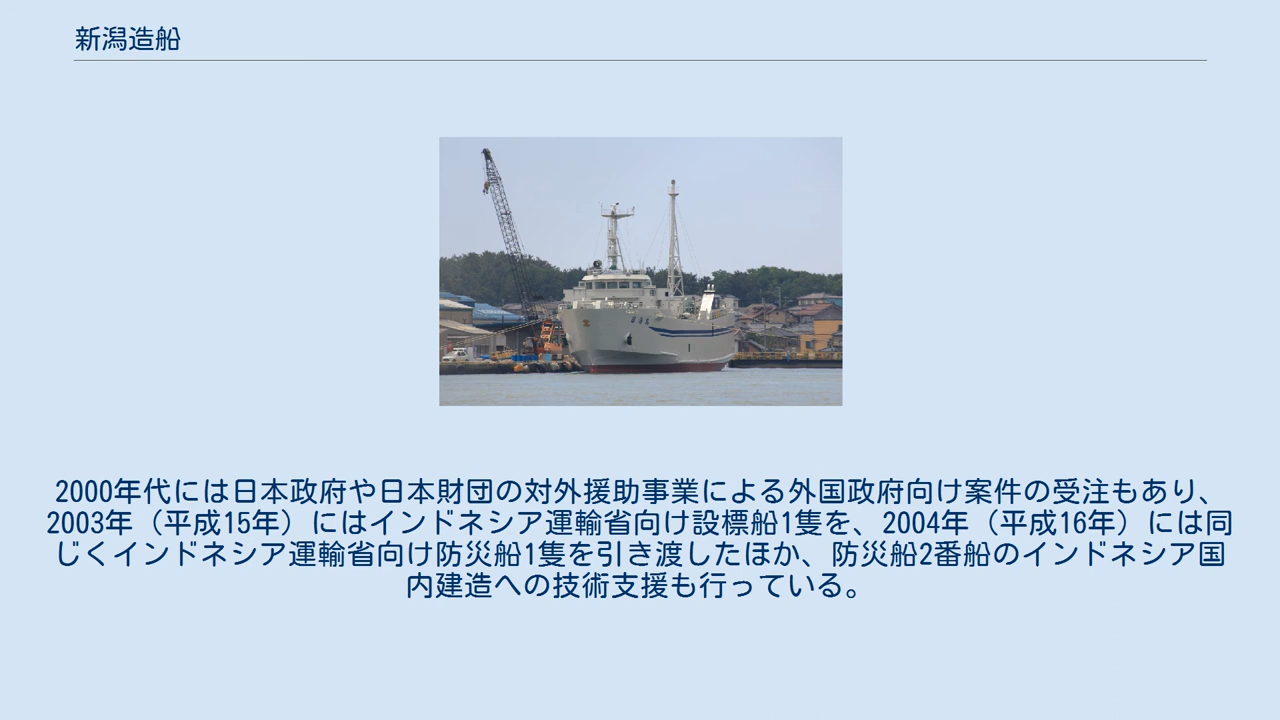 新潟造船
2000年代には日本政府や日本財団の対外援助事業による外国政府向け案件の受注もあり、
2003年（平成15年）にはインドネシア運輸省向け設標船1隻を、2004年（平成16年）には同
じくインドネシア運輸省向け防災船1隻を引き渡したほか、防災船2番船のインドネシア国
内建造への技術支援も行っている。